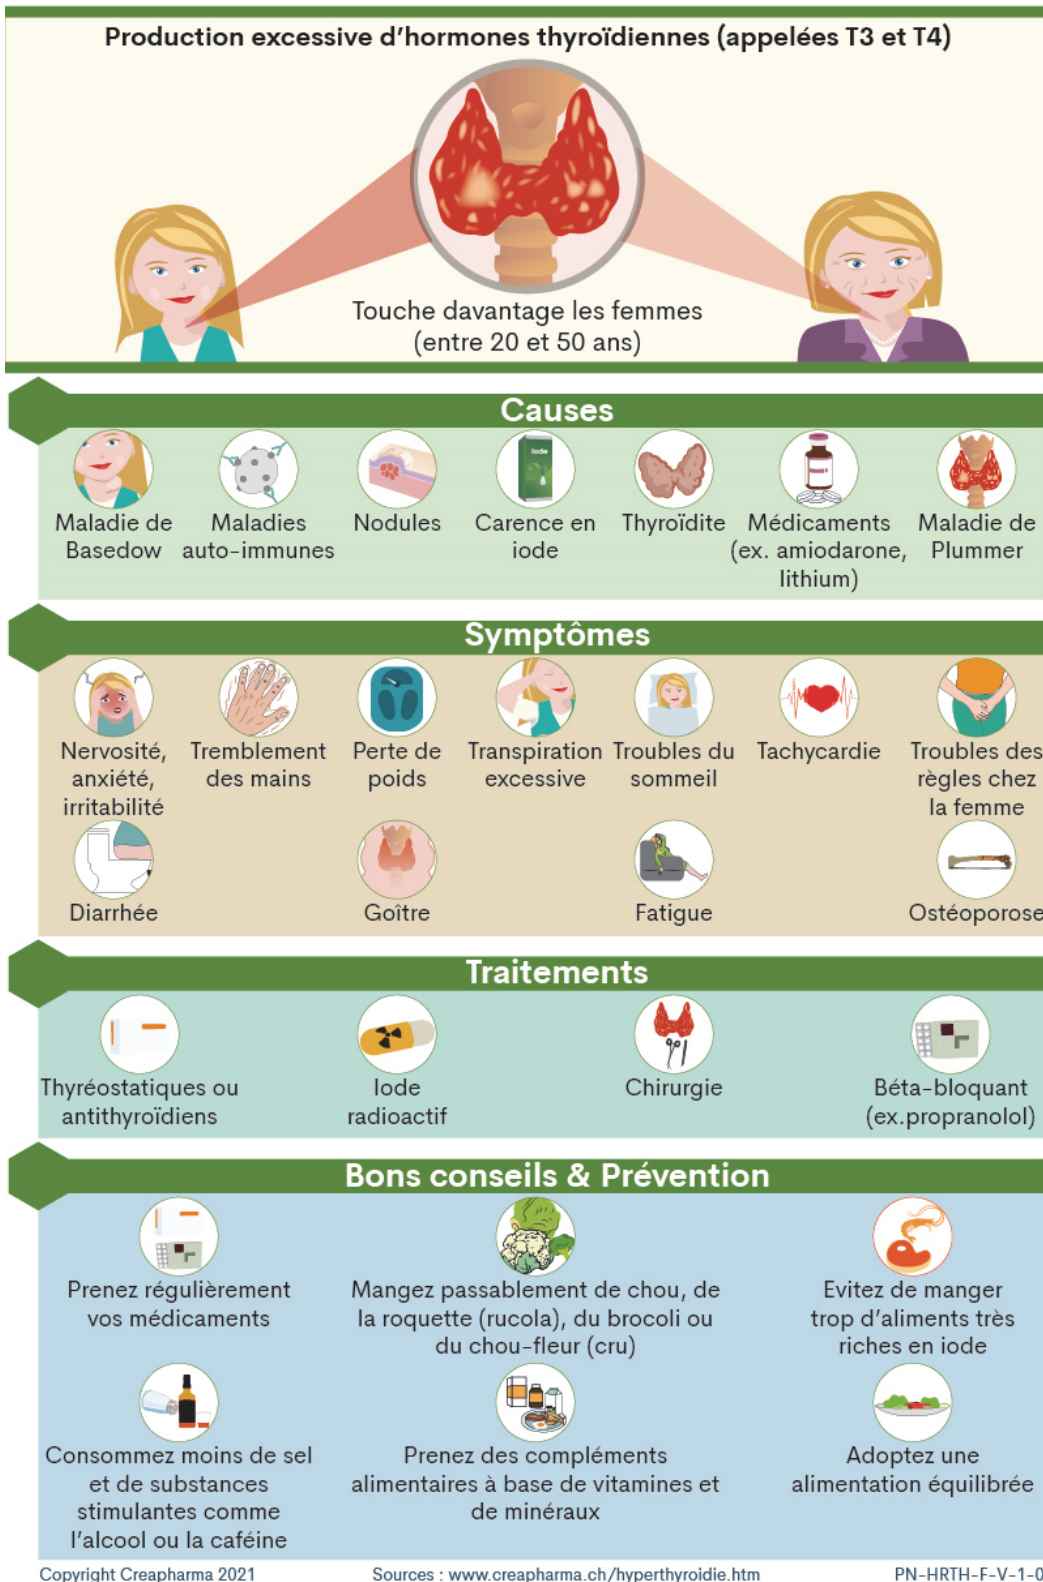 Production excessive d'hormones thyroïdiennes (appelées T3 et T4)
Touche davantage les femmes
(entre 20 et 50 ans)
Causes
Maladie de
Basedow
Maladies
auto-immunes
Nodules
Iode
Carence en
iode
Thyroïdite
Médicaments
(ex. amiodarone,
lithium)
Maladie de
Plummer
Symptômes
Nervosité,
anxiété,
irritabilité
Tremblement
des mains
Perte de
poids
Transpiration
excessive
Troubles du
sommeil
Tachycardie
Troubles des
règles chez
la femme
Diarrhée
Goître
Fatigue
Ostéoporose
Traitements
Thyréostatiques ou
antithyroïdiens
Iode
radioactif
Chirurgie
Béta-bloquant
(ex.propranolol)
Bons conseils & Prévention
Prenez régulièrement
vos médicaments
Mangez passablement de chou, de
la roquette (rucola), du brocoli ou
du chou-fleur (cru)
Evitez de manger
trop d'aliments très
riches en iode
Consommez moins de sel
et de substances
stimulantes comme
l'alcool ou la caféine
Prenez des compléments
alimentaires à base de vitamines et
de minéraux
Adoptez une
alimentation équilibrée
Copyright Creapharma 2021
Sources : www.creapharma.ch/hyperthyroidie.htm
PN-HRTH-F-V-1-0